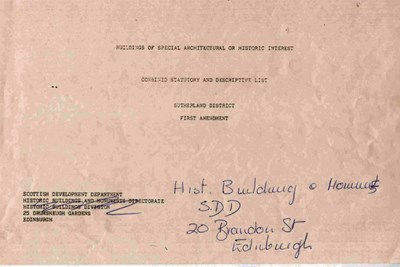 BUILDINGS OF SPECIAL ARCHITECTURAL OR HISTORIC INTEREST
COMBINED STATUTORY AND DESCRIPTIVE LIST
SUTHERLAND DISTRICT
FIRST AMENDMENT
SCOTTISH DEVELOPMENT DEPARTMENT
HISTORIC BUILDINGS AND MONUMENTS DIRECTORATE
HISTORIC BUILDINGS DIVISION
25 DRUMSHEUGH GARDENS
EDINBURGH
Hist. Building
SDD
20 Brandon St
Edinburgh